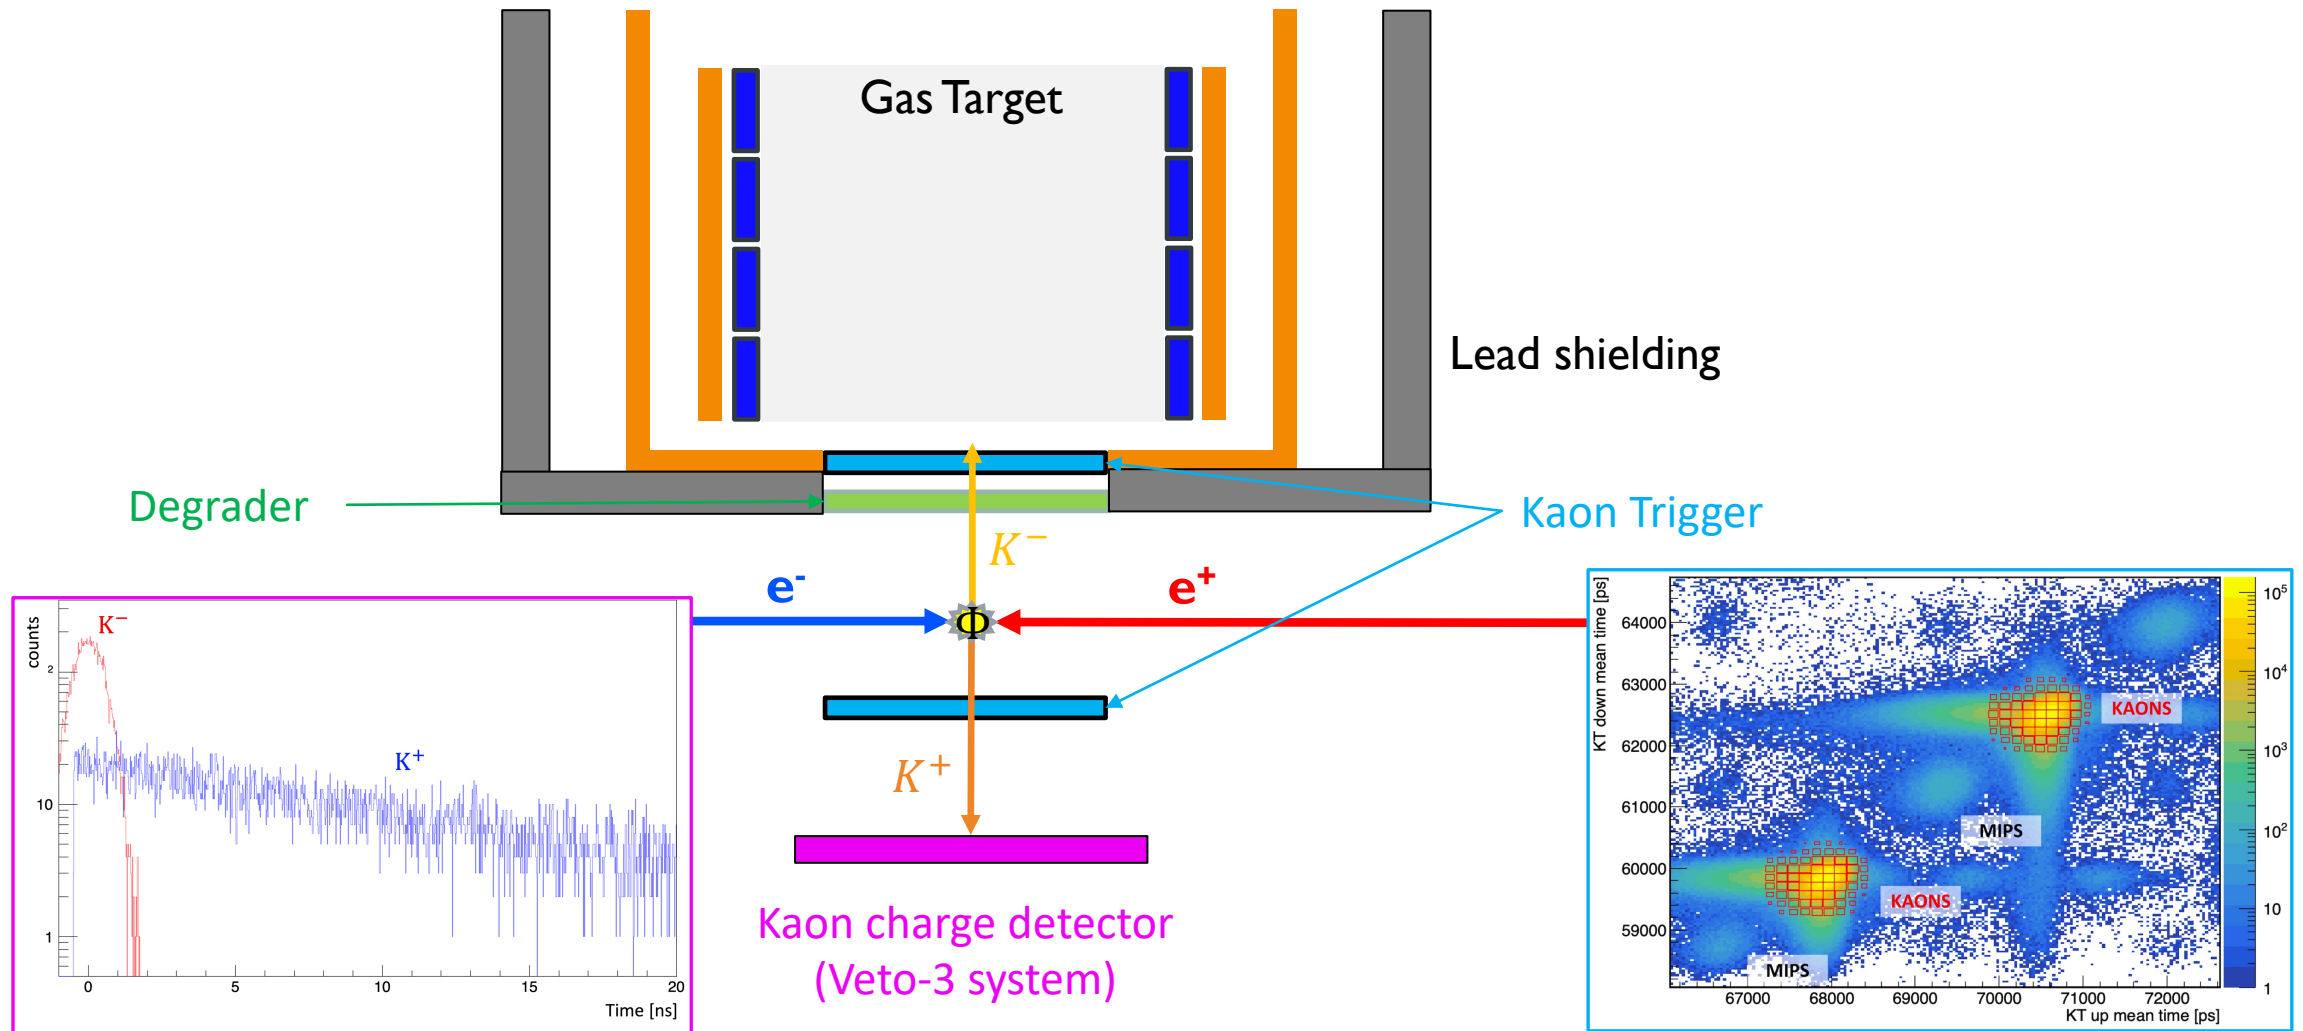 Gas Target
Lead shielding
Degrader
Kaon Trigger
K⁻
e⁻
e⁺
Φ
K⁺
Kaon charge detector
(Veto-3 system)
counts
K⁻
K⁺
2
10
1
0 5 10 15 20
Time [ns]
KT down mean time [ps]
64000
63000
62000
61000
60000
59000
KAONS
MIPS
KAONS
MIPS
67000 68000 69000 70000 71000 72000
KT up mean time [ps]
10⁵
10⁴
10³
10²
10
1